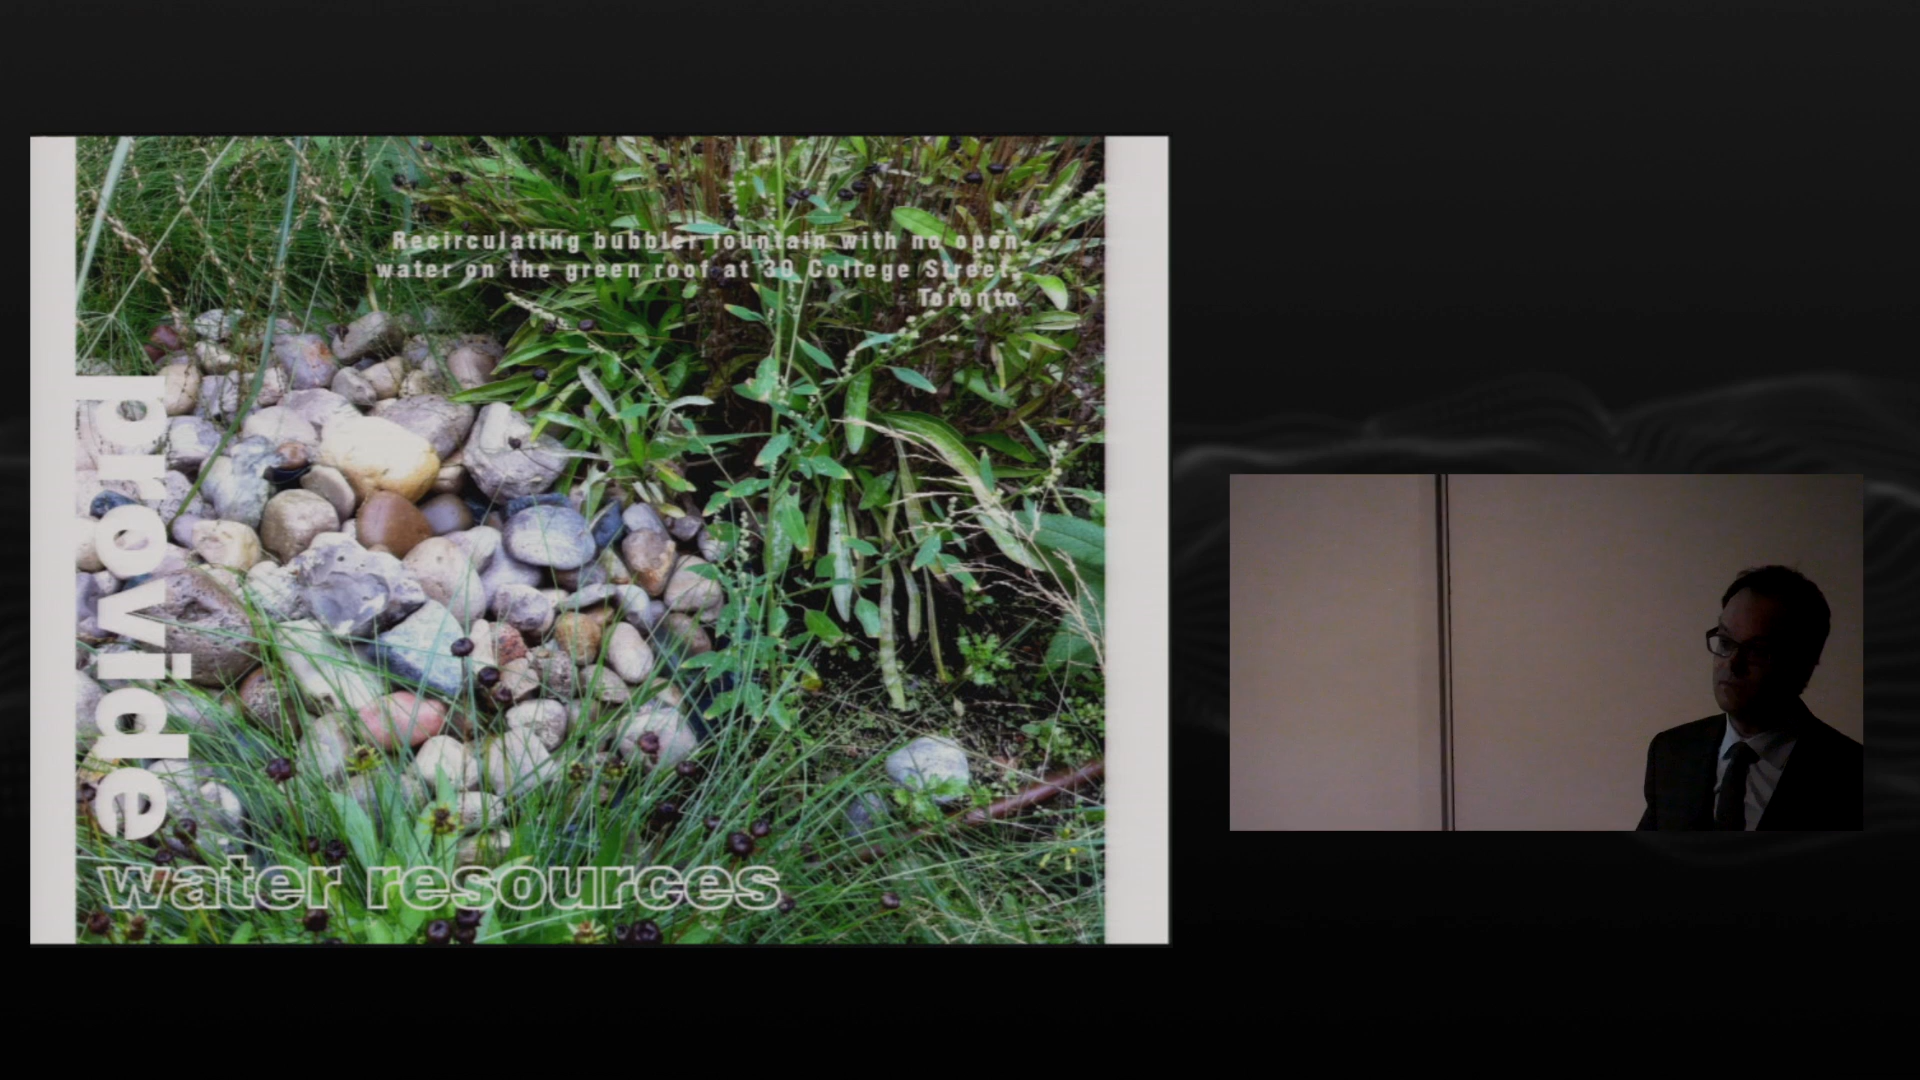 Recirculating bubbler fountain with no open
water on the green roof at 30 College Street,
Toronto
provide
water resources